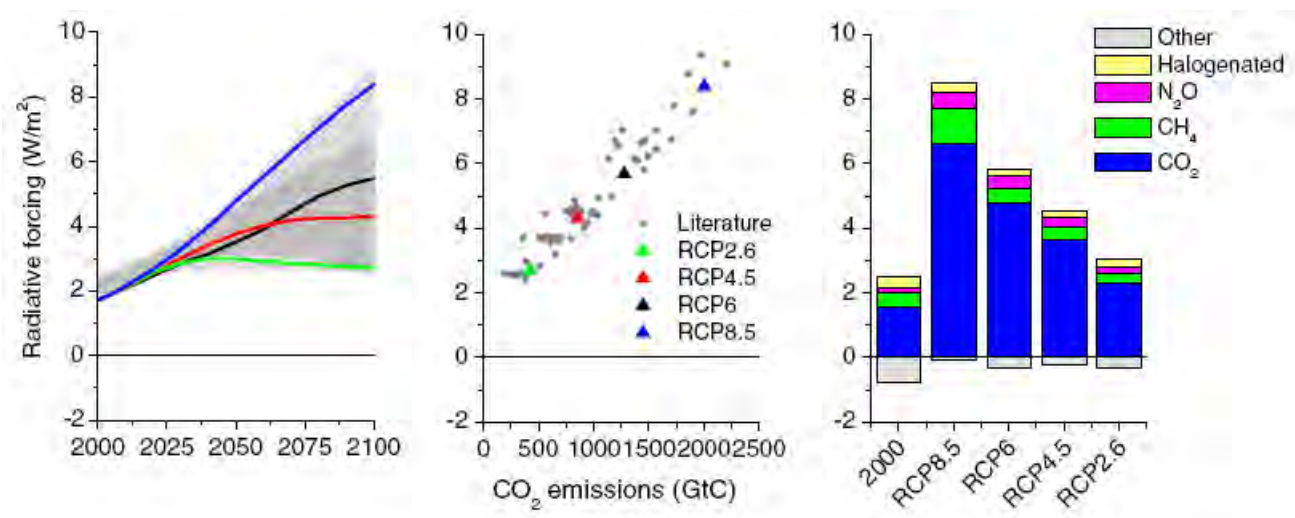 Radiative forcing (W/m²)
10
8
6
4
2
0
-2
2000 2025 2050 2075 2100
10
8
6
4
2
0
-2
0 500 1000 1500 2000 2500
CO₂ emissions (GtC)
Literature
RCP2.6
RCP4.5
RCP6
RCP8.5
10
8
6
4
2
0
-2
2000
RCP8.5
RCP6
RCP4.5
RCP2.6
Other
Halogenated
N₂O
CH₄
CO₂